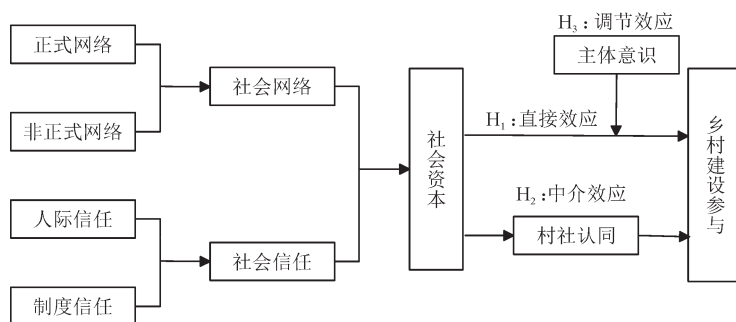 正式网络
非正式网络
人际信任
制度信任
社会网络
社会信任
社会资本
H₃:调节效应
主体意识
H₁:直接效应
H₂:中介效应
村社认同
乡村建设参与